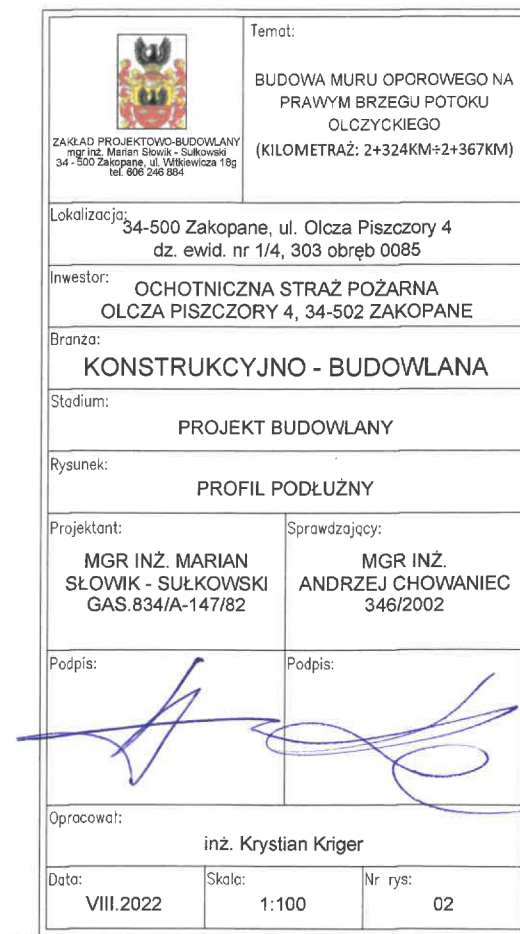 ZAKŁAD PROJEKTOWO-BUDOWLANY
mgr inż. Marian Słowik - Sułkowski
34 - 500 Zakopane, ul. Witkiewicza 18g
tel. 606 246 884
Temat:
BUDOWA MURU OPOROWEGO NA
PRAWYM BRZEGU POTOKU
OLCZYCKIEGO
(KILOMETRAŻ: 2+324KM÷2+367KM)
Lokalizacja:
34-500 Zakopane, ul. Olcza Piszczory 4
dz. ewid. nr 1/4, 303 obręb 0085
Inwestor:
OCHOTNICZNA STRAŻ POŻARNA
OLCZA PISZCZORY 4, 34-502 ZAKOPANE
Branża:
KONSTRUKCYJNO - BUDOWLANA
Stadium:
PROJEKT BUDOWLANY
Rysunek:
PROFIL PODŁUŻNY
Projektant:
MGR INŻ. MARIAN
SŁOWIK - SUŁKOWSKI
GAS.834/A-147/82
Sprawdzający:
MGR INŻ.
ANDRZEJ CHOWANIEC
346/2002
Podpis:
Podpis:
Opracował:
inż. Krystian Kriger
Data:
VIII.2022
Skala:
1:100
Nr rys:
02